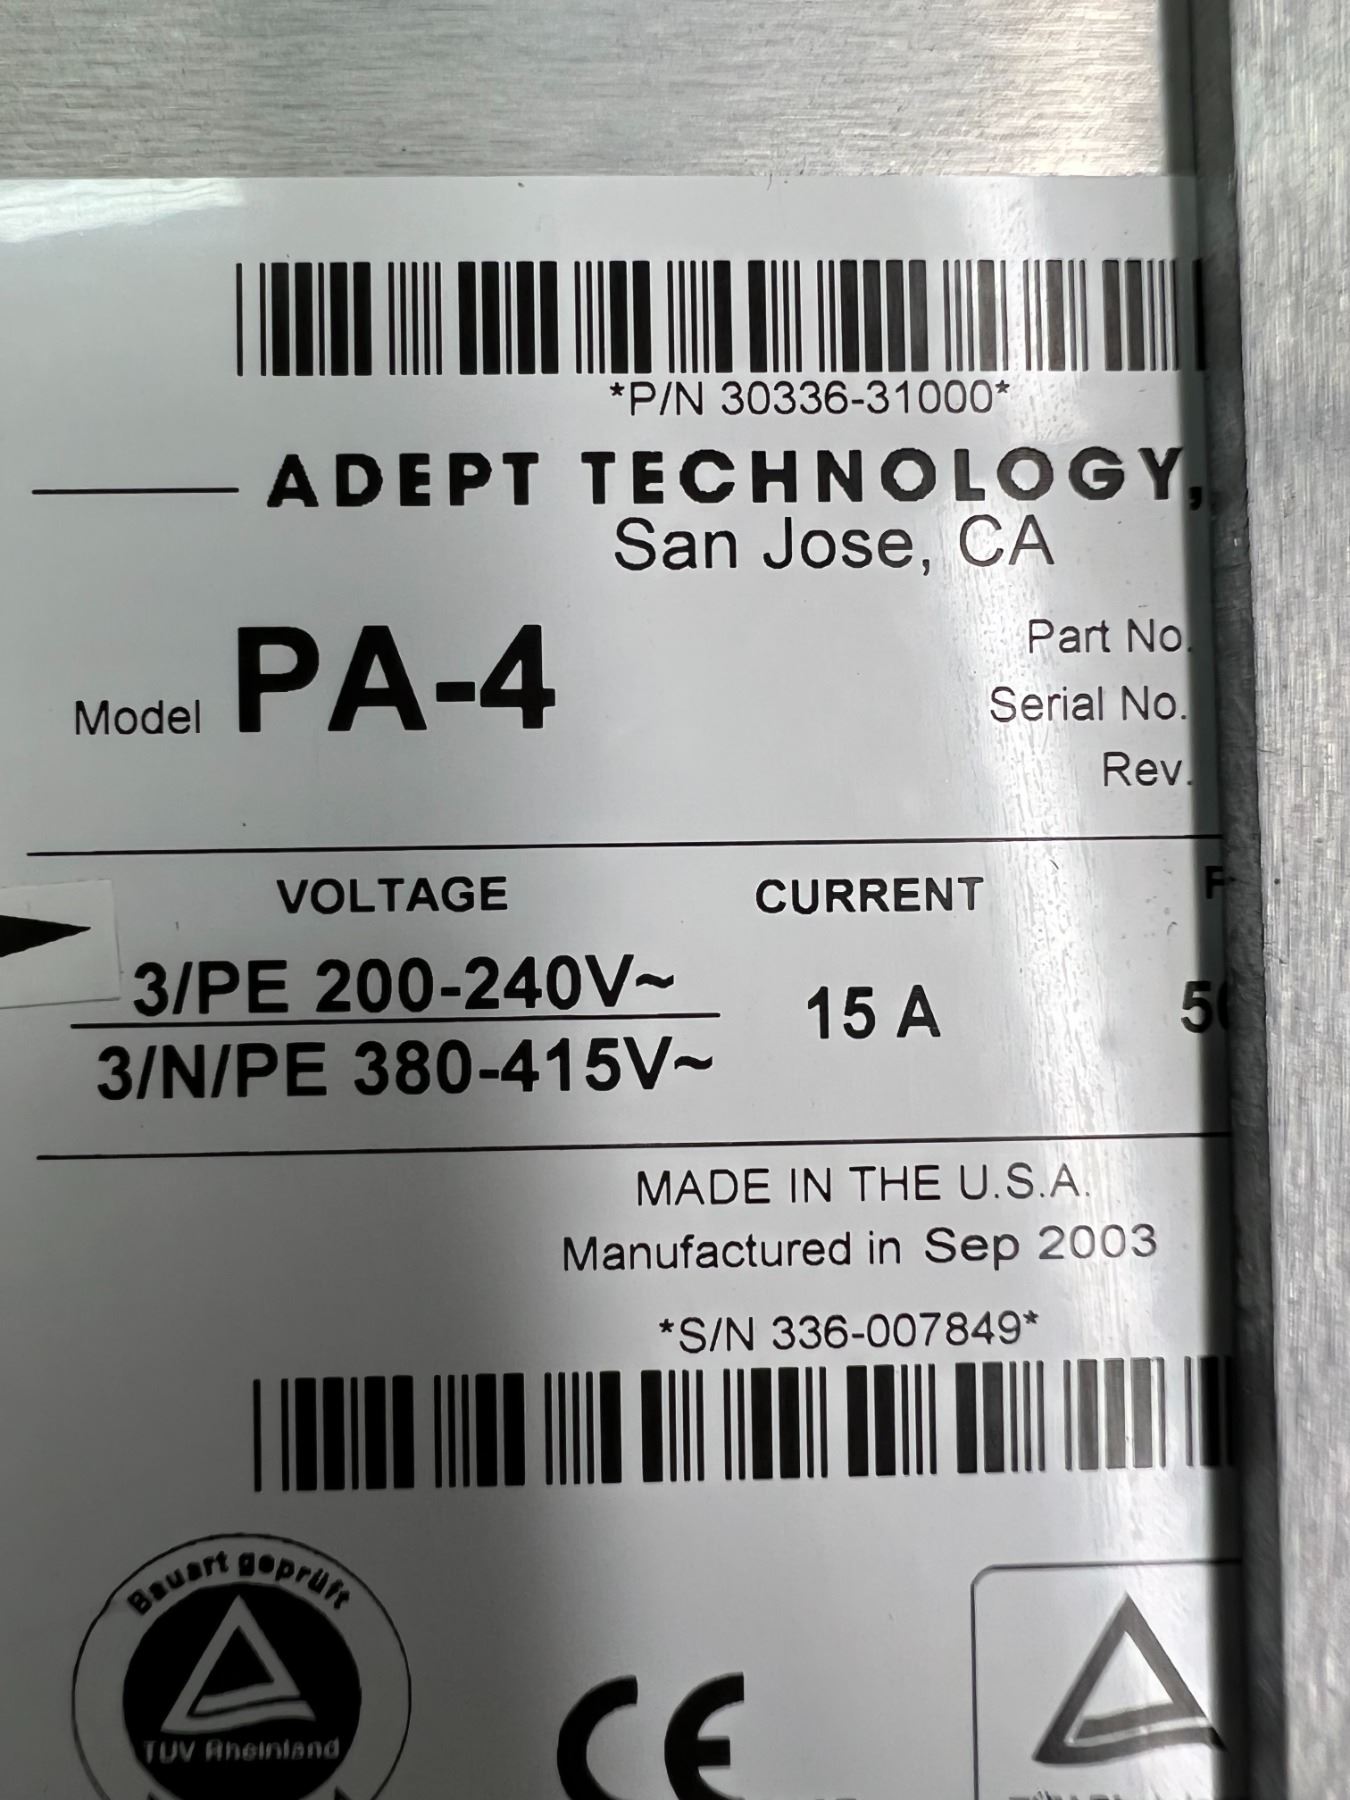 *P/N 30336-31000*
ADEPT TECHNOLOGY,
San Jose, CA
Model PA-4
Part No.
Serial No.
Rev.
VOLTAGE CURRENT
3/PE 200-240V~
3/N/PE 380-415V~
15 A
MADE IN THE U.S.A.
Manufactured in Sep 2003
*S/N 336-007849*
Bauart geprüft
TÜV Rheinland
CE